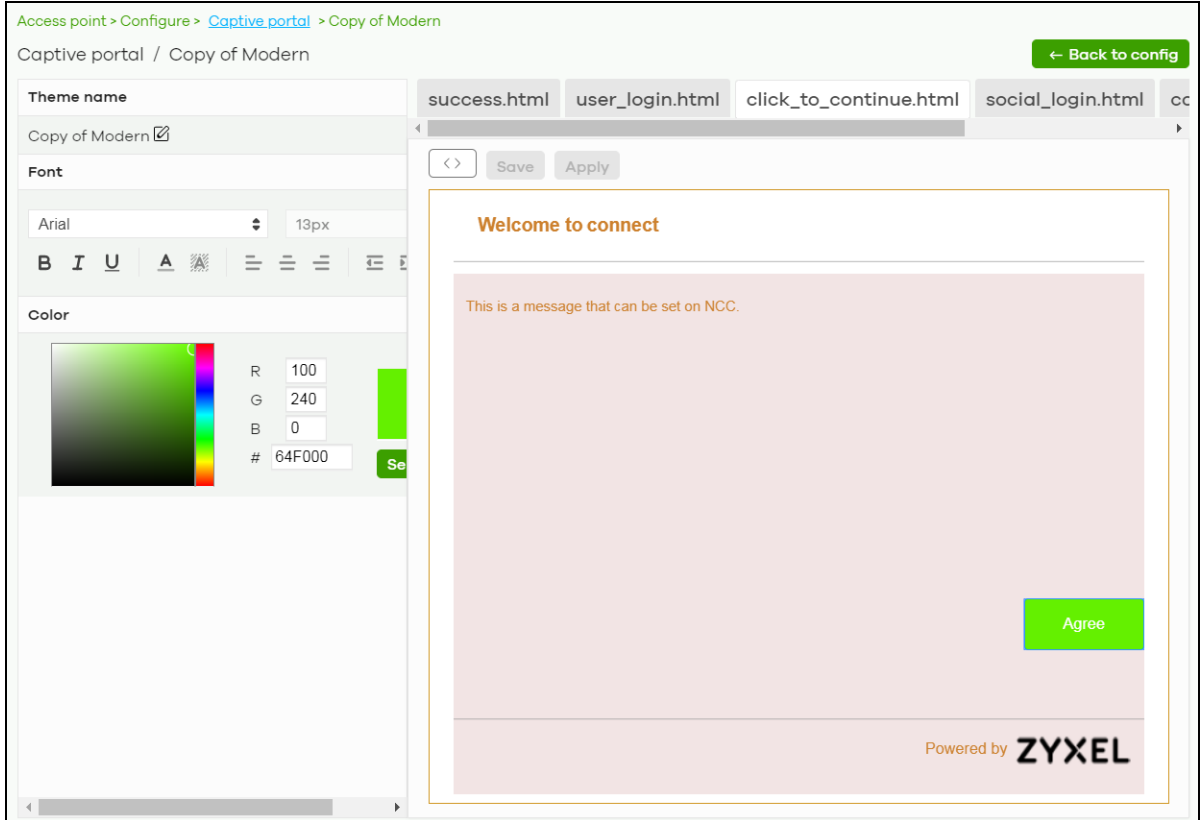 Access point > Configure > Captive portal > Copy of Modern
Captive portal / Copy of Modern
← Back to config
Theme name
Copy of Modern
Font
Arial
13px
B I U A A
Color
R 100
G 240
B 0
# 64F000
Se
success.html user_login.html click_to_continue.html social_login.html
<> Save Apply
Welcome to connect
This is a message that can be set on NCC.
Agree
Powered by ZYXEL